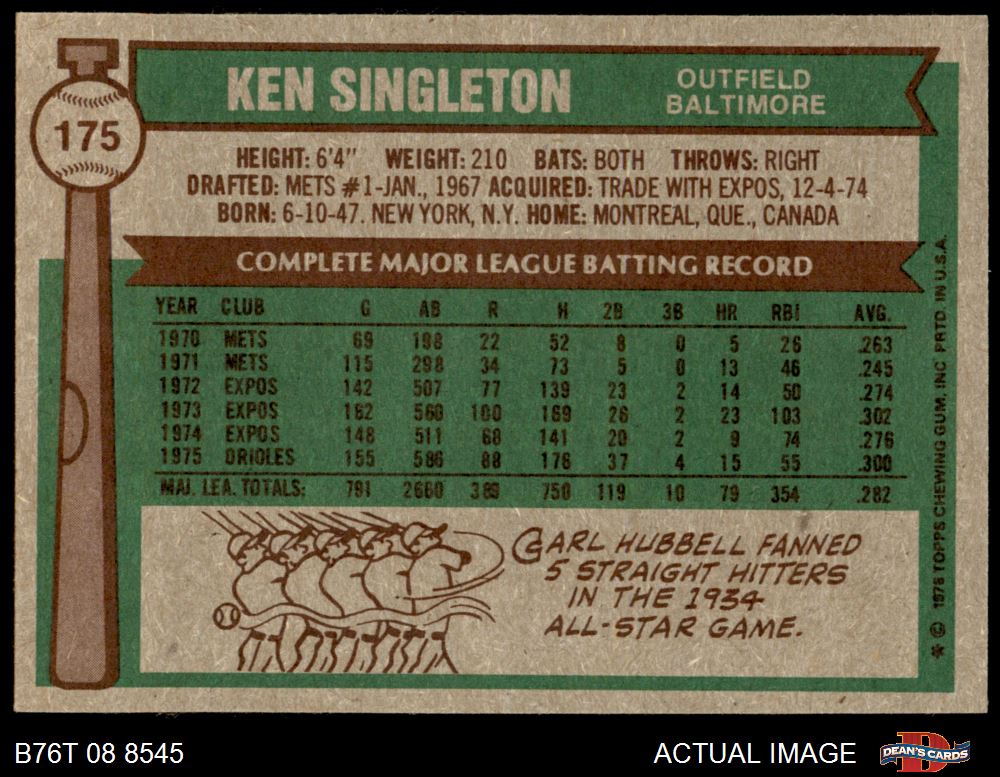 175
KEN SINGLETON
OUTFIELD
BALTIMORE
HEIGHT: 6'4" WEIGHT: 210 BATS: BOTH THROWS: RIGHT
DRAFTED: METS #1-JAN., 1967 ACQUIRED: TRADE WITH EXPOS, 12-4-74
BORN: 6-10-47. NEW YORK, N.Y. HOME: MONTREAL, QUE., CANADA
COMPLETE MAJOR LEAGUE BATTING RECORD
YEAR CLUB G AB R H 2B 3B HR RBI AVG.
1970 METS 69 198 22 52 8 0 5 26 .263
1971 METS 115 298 34 73 5 0 13 46 .245
1972 EXPOS 142 507 77 139 23 2 14 50 .274
1973 EXPOS 162 560 100 169 26 2 23 103 .302
1974 EXPOS 148 511 68 141 20 2 9 74 .276
1975 ORIOLES 155 586 88 176 37 4 15 55 .300
MAJ. LEA. TOTALS: 791 2660 389 750 119 10 79 354 .282
CARL HUBBELL FANNED
5 STRAIGHT HITTERS
IN THE 1934
ALL-STAR GAME.
* © 1976 TOPPS CHEWING GUM, INC PRTD. IN U.S.A.
B76T 08 8545
ACTUAL IMAGE
DEAN'S CARDS